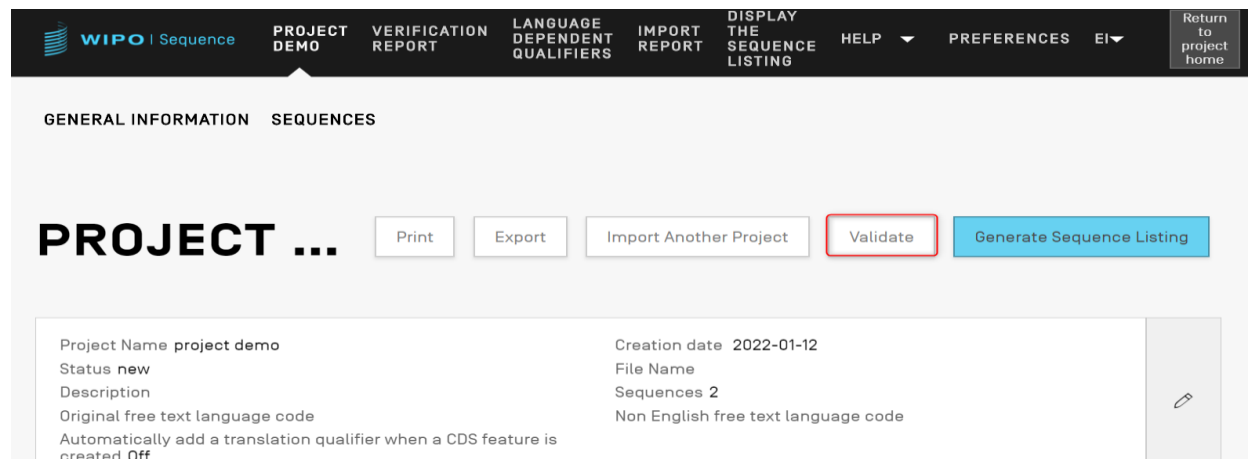 WIPO | Sequence
PROJECT
DEMO
VERIFICATION
REPORT
LANGUAGE
DEPENDENT
QUALIFIERS
IMPORT
REPORT
DISPLAY
THE
SEQUENCE
LISTING
HELP
PREFERENCES
EI
Return
to
project
home
GENERAL INFORMATION SEQUENCES
PROJECT ... Print Export Import Another Project Validate Generate Sequence Listing
Project Name project demo
Creation date 2022-01-12
Status new
File Name
Description
Sequences 2
Original free text language code
Non English free text language code
Automatically add a translation qualifier when a CDS feature is
created Off